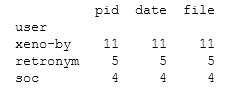 pid date file
user
xeno-by 11 11 11
retronym 5 5 5
soc 4 4 4